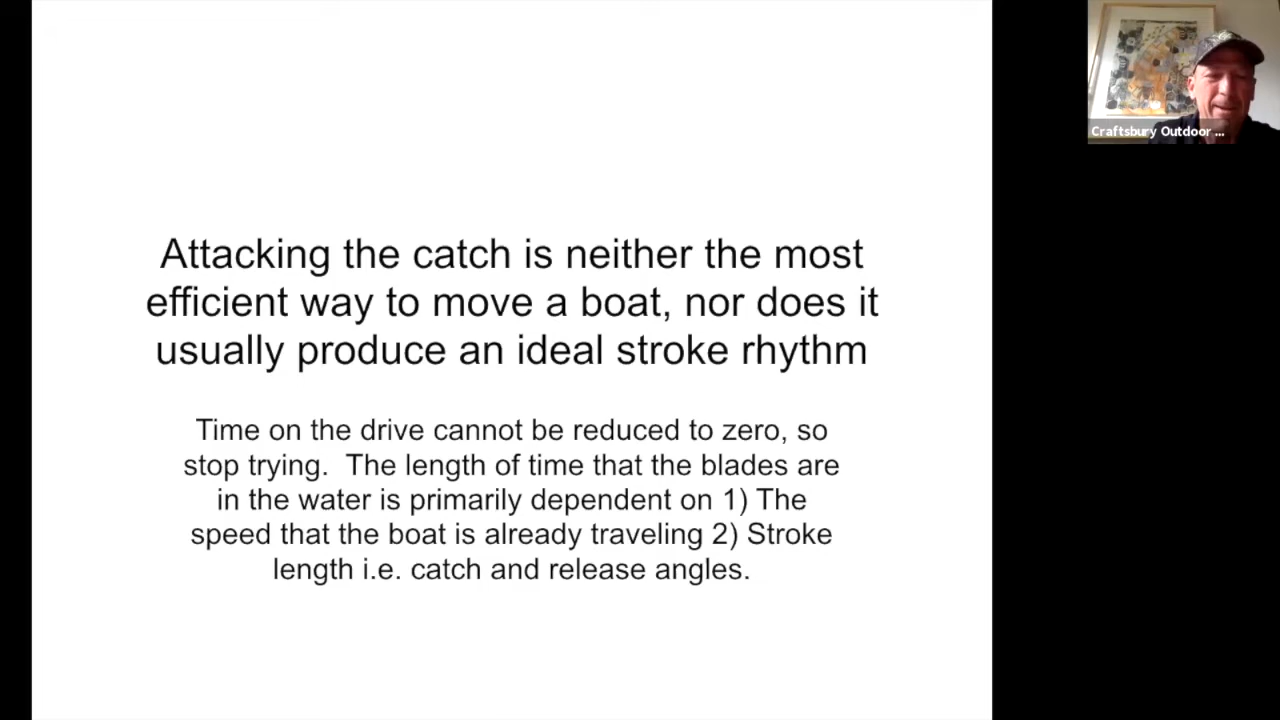 Attacking the catch is neither the most
efficient way to move a boat, nor does it
usually produce an ideal stroke rhythm
Time on the drive cannot be reduced to zero, so
stop trying.  The length of time that the blades are
in the water is primarily dependent on 1) The
speed that the boat is already traveling 2) Stroke
length i.e. catch and release angles.
Craftsbury Outdoor ...